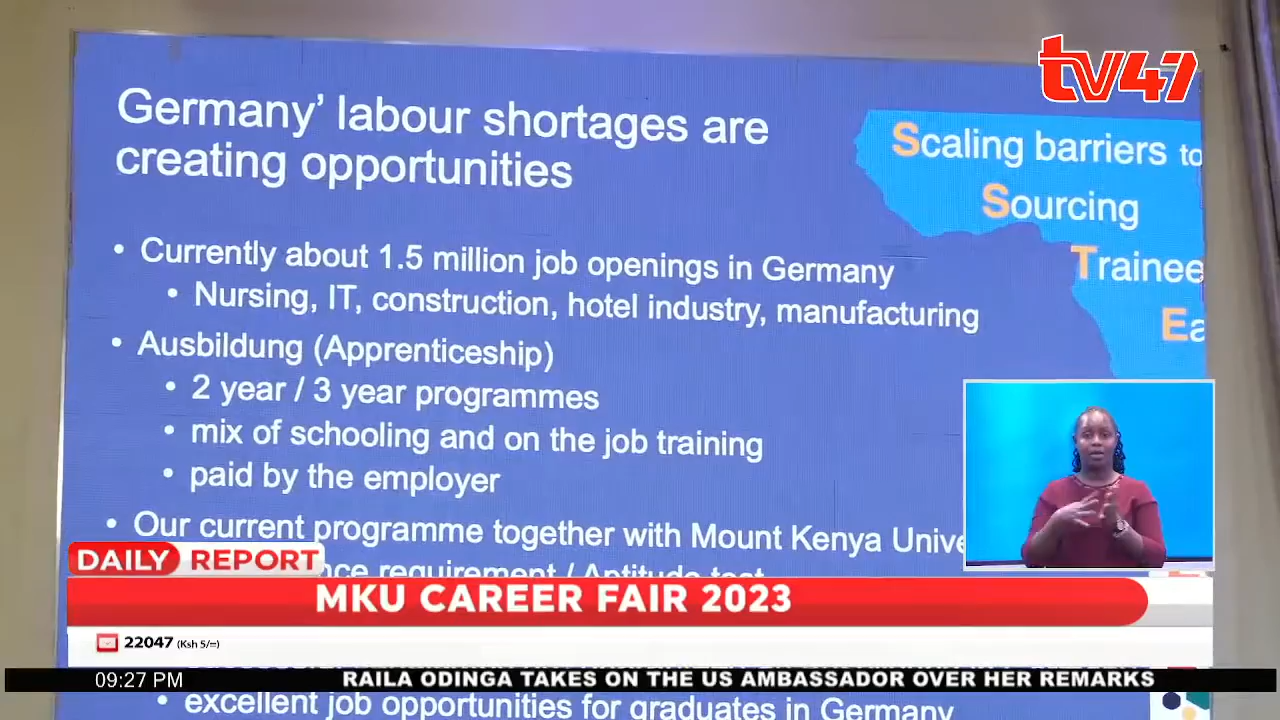 tv47
Germany’ labour shortages are
creating opportunities
• Currently about 1.5 million job openings in Germany
• Nursing, IT, construction, hotel industry, manufacturing
• Ausbildung (Apprenticeship)
• 2 year / 3 year programmes
• mix of schooling and on the job training
• paid by the employer
• Our current programme together with Mount Kenya Unive
requirement / Aptitude test
• excellent job opportunities for graduates in Germany
Scaling barriers to
Sourcing
Trainee
Ea
DAILY REPORT
MKU CAREER FAIR 2023
22047 (Ksh 5/=)
09:27 PM
RAILA ODINGA TAKES ON THE US AMBASSADOR OVER HER REMARKS